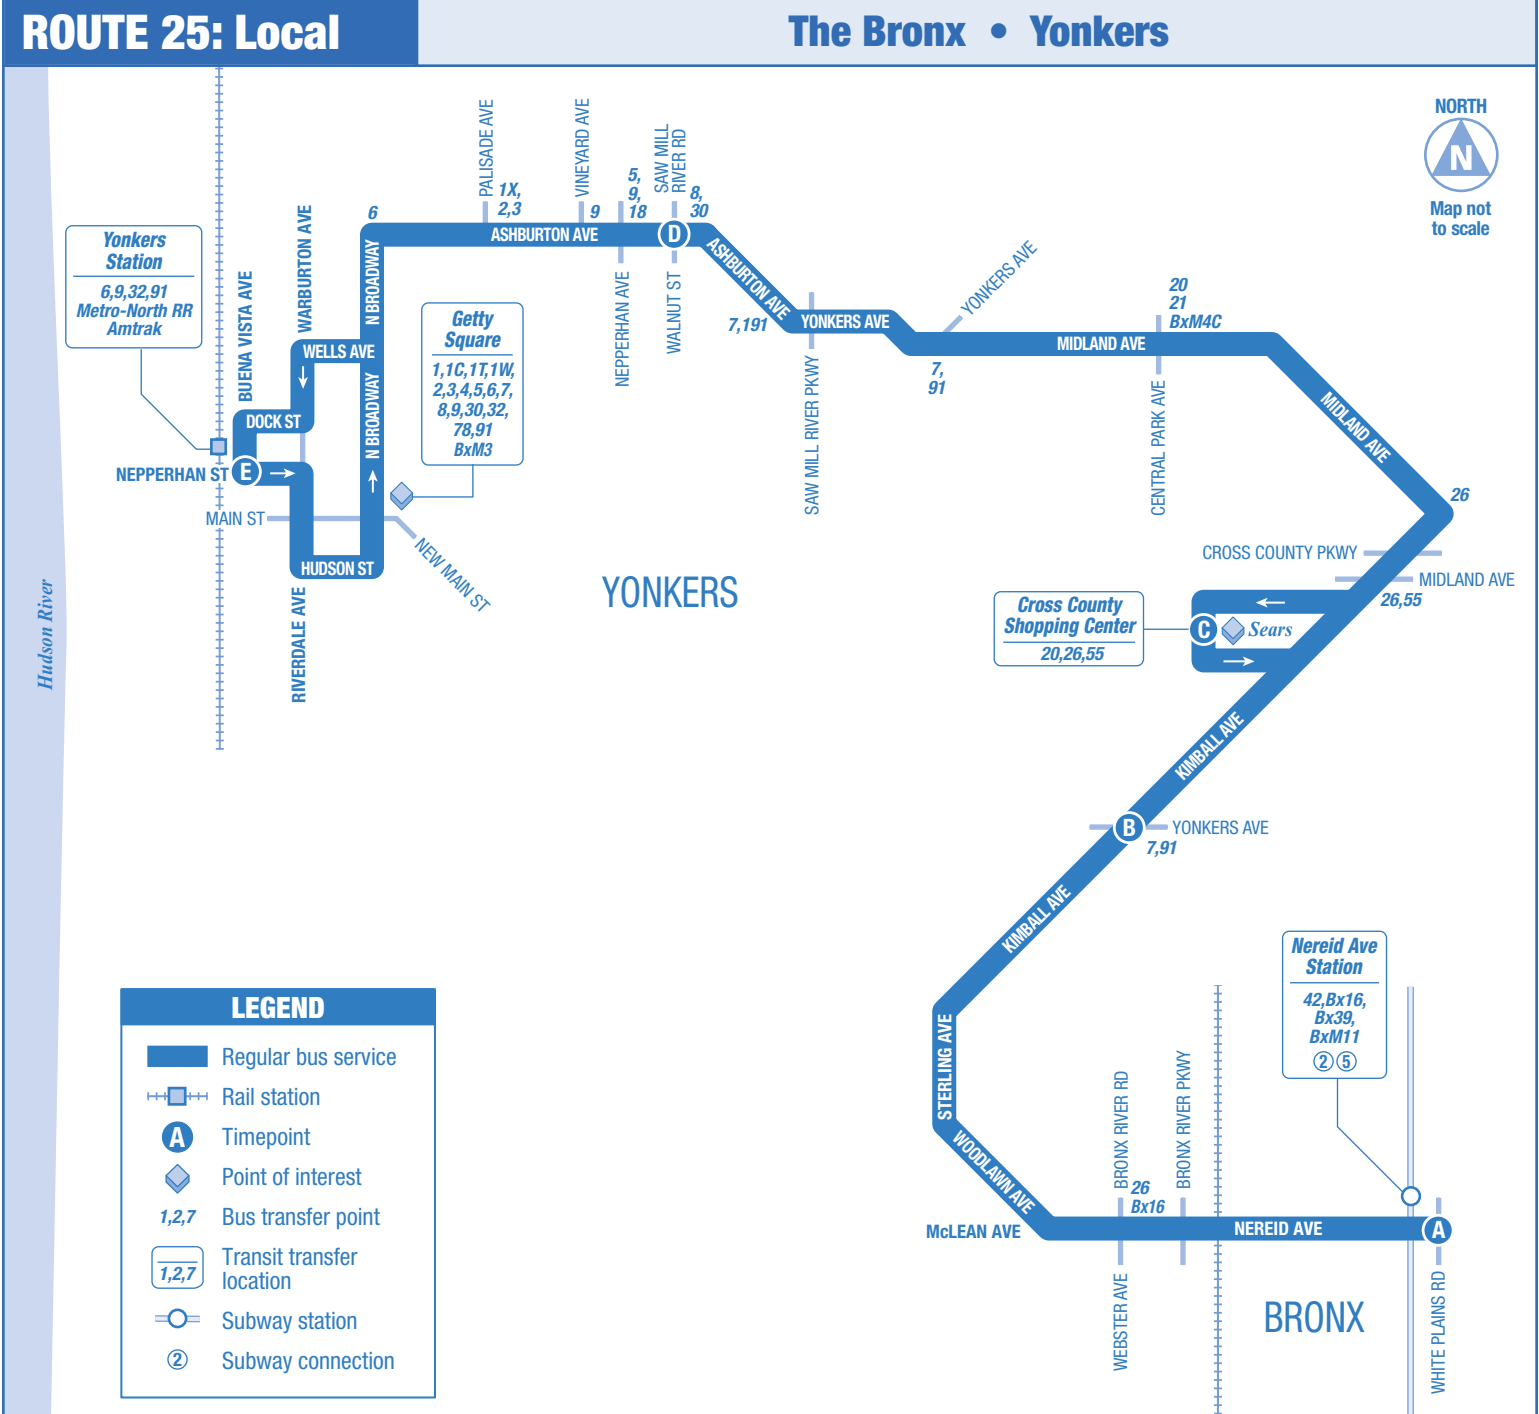 ROUTE 25: Local
The Bronx • Yonkers
NORTH
N
Map not
to scale
Hudson River
Yonkers
Station
6,9,32,91
Metro-North RR
Amtrak
BUENA VISTA AVE
WARBURTON AVE
6
N BROADWAY
WELLS AVE
DOCK ST
N BROADWAY
NEPPERHAN ST
E
MAIN ST
HUDSON ST
NEW MAIN ST
RIVERDALE AVE
Getty
Square
1,1C,1T,1W,
2,3,4,5,6,7,
8,9,30,32,
78,91
BxM3
PALISADE AVE
1X,
2,3
VINEYARD AVE
9
5,
9,
18
SAW MILL
RIVER RD
8,
30
ASHBURTON AVE
D
NEPPERHAN AVE
WALNUT ST
ASHBURTON AVE
7,191
YONKERS AVE
SAW MILL RIVER PKWY
YONKERS AVE
7,
91
MIDLAND AVE
20
21
BxM4C
CENTRAL PARK AVE
MIDLAND AVE
26
CROSS COUNTY PKWY
MIDLAND AVE
26,55
YONKERS
Cross County
Shopping Center
20,26,55
C
Sears
KIMBALL AVE
B
YONKERS AVE
7,91
KIMBALL AVE
STERLING AVE
WOODLAWN AVE
McLEAN AVE
BRONX RIVER RD
26
Bx16
BRONX RIVER PKWY
WEBSTER AVE
NEREID AVE
A
WHITE PLAINS RD
BRONX
Nereid Ave
Station
42,Bx16,
Bx39,
BxM11
2 5
LEGEND
Regular bus service
Rail station
A Timepoint
Point of interest
1,2,7 Bus transfer point
1,2,7 Transit transfer
location
Subway station
2 Subway connection